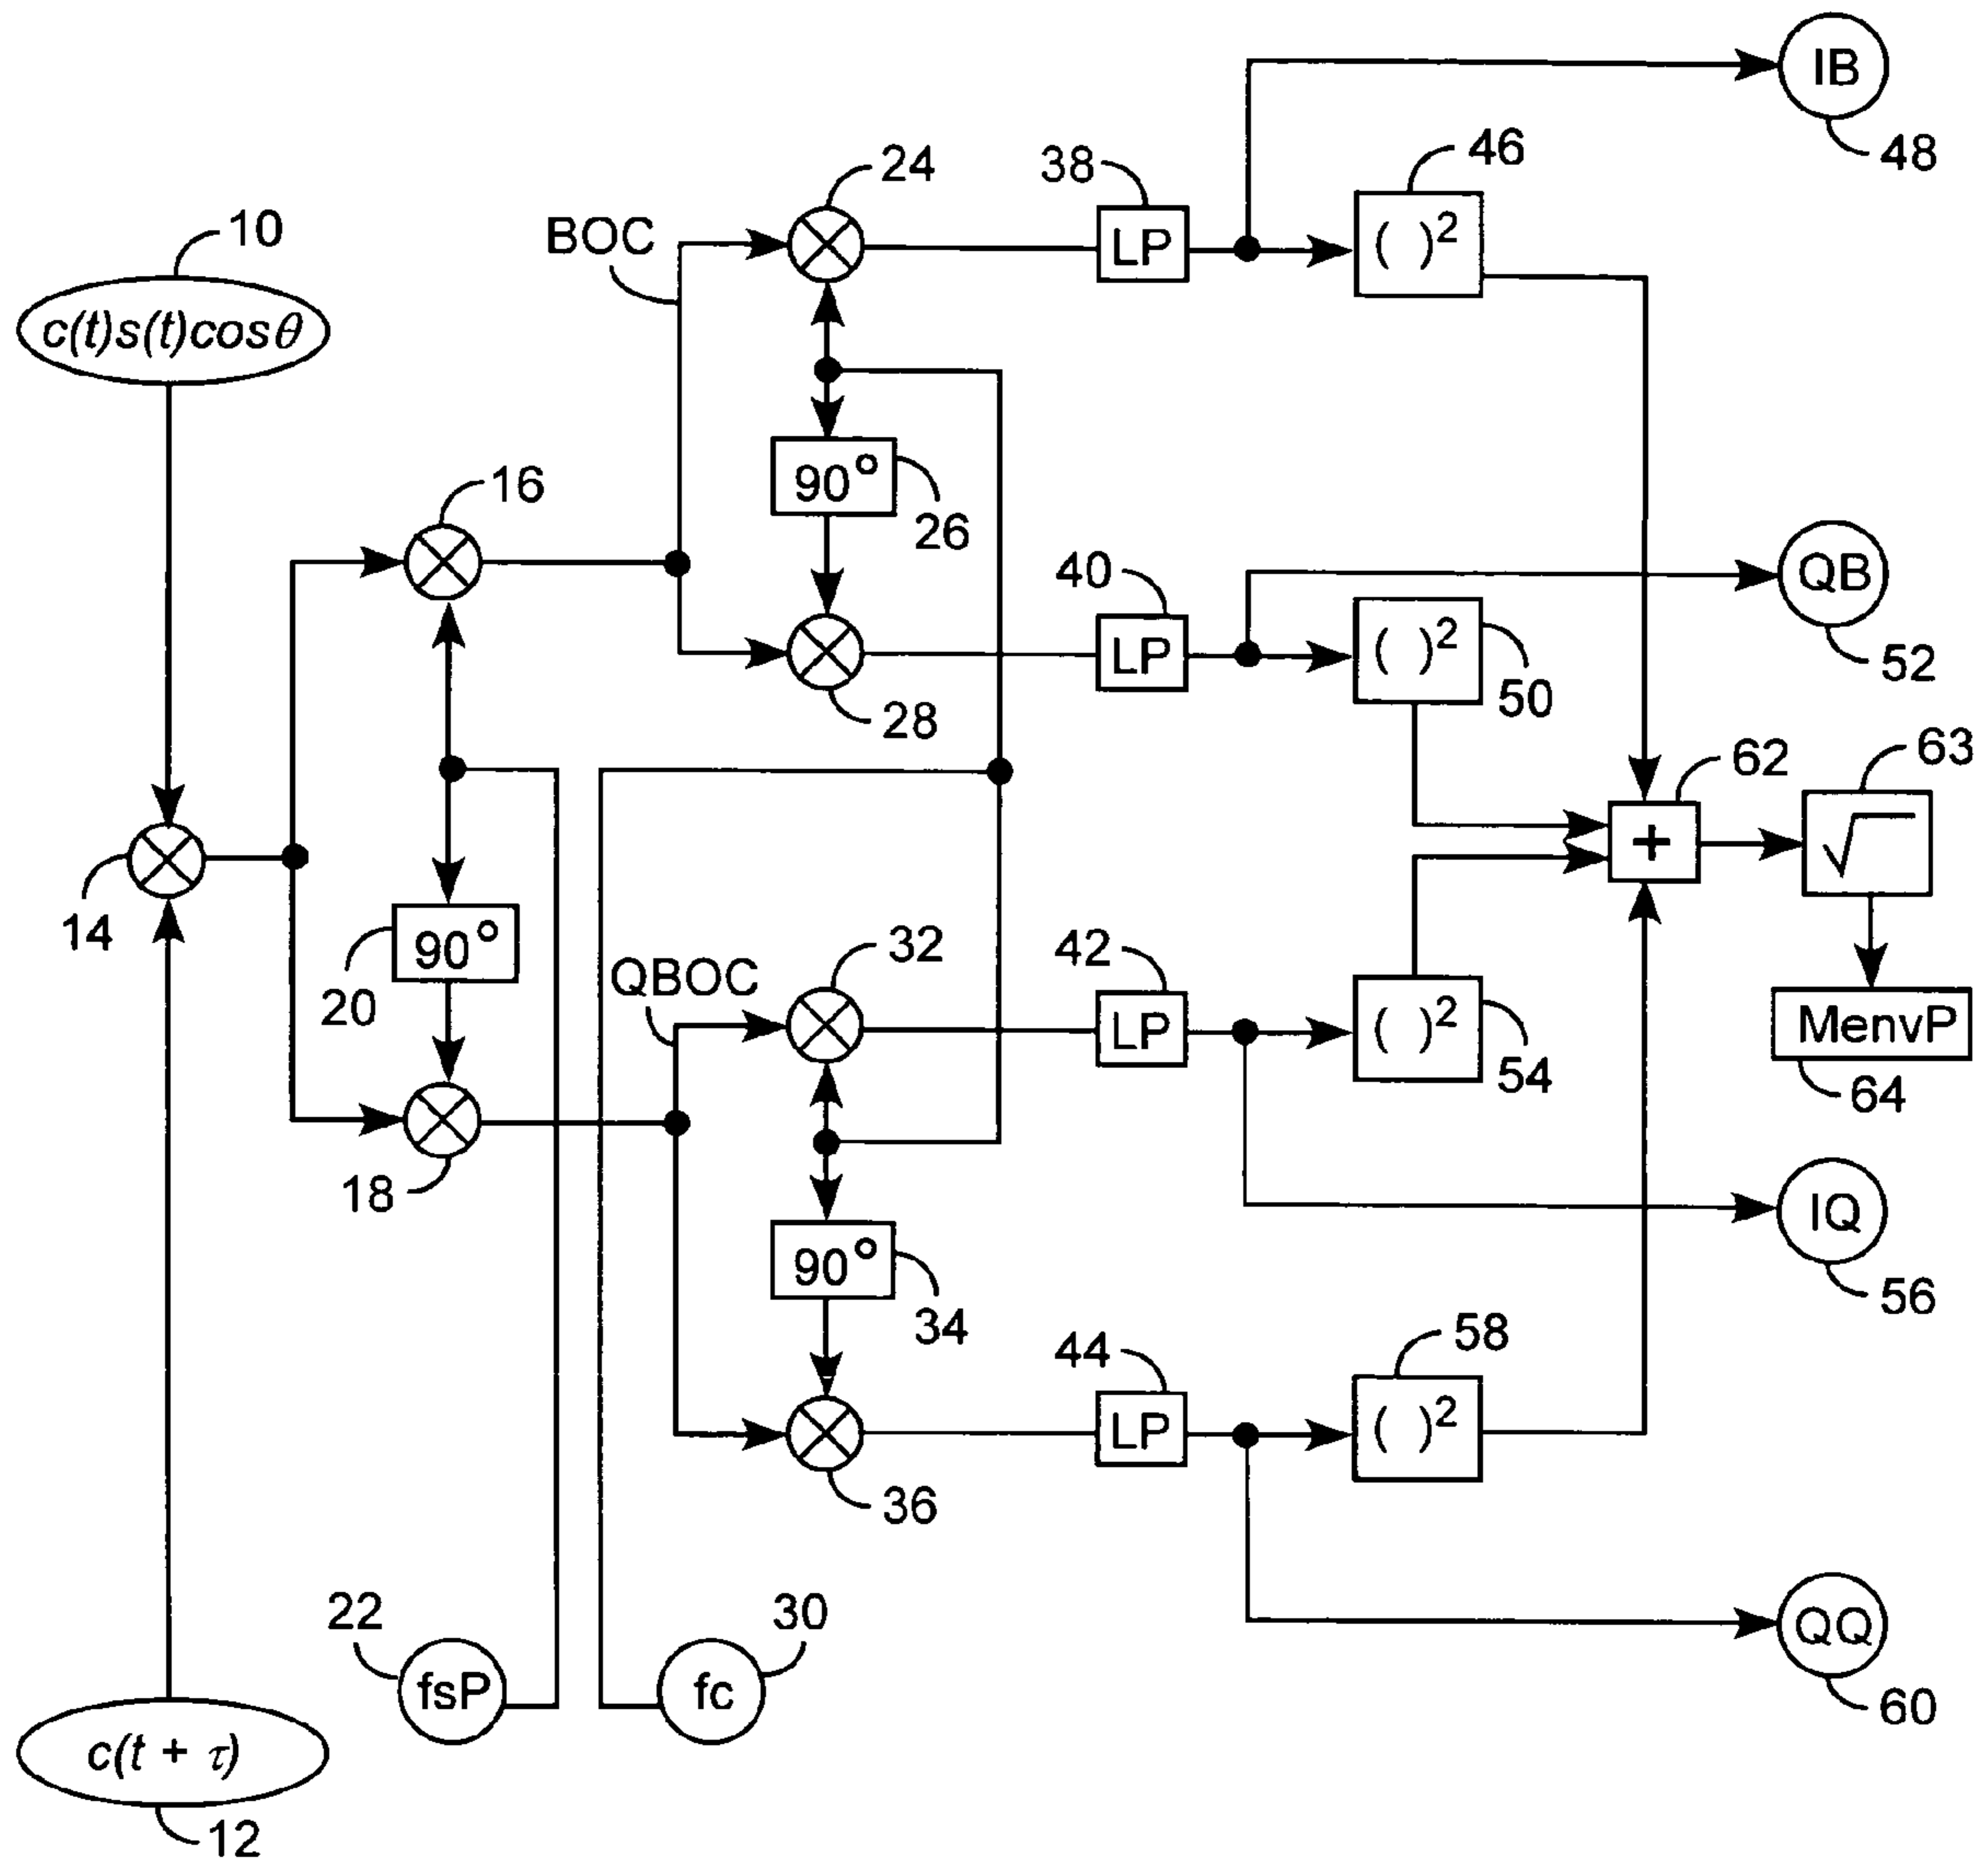 IB
48
24
38
46
BOC
LP
( )²
10
c(t)s(t)cosθ
90°
26
16
40
QB
52
LP
( )²
50
28
62
63
+
√
14
90°
20
QBOC
32
42
LP
( )²
54
MenvP
64
18
IQ
56
90°
34
44
58
LP
( )²
36
22
fsP
30
fc
QQ
60
c(t + τ)
12